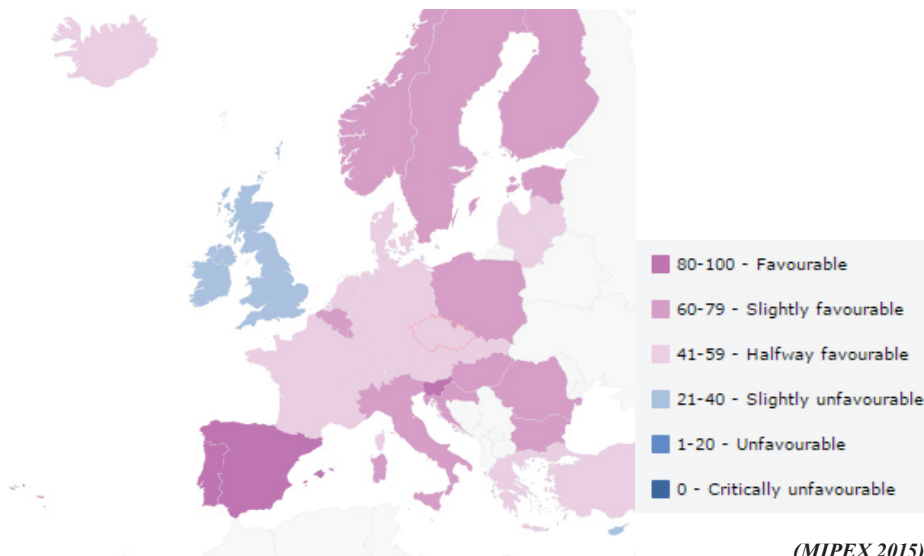 80-100 - Favourable
60-79 - Slightly favourable
41-59 - Halfway favourable
21-40 - Slightly unfavourable
1-20 - Unfavourable
0 - Critically unfavourable
(MIPEX 2015)